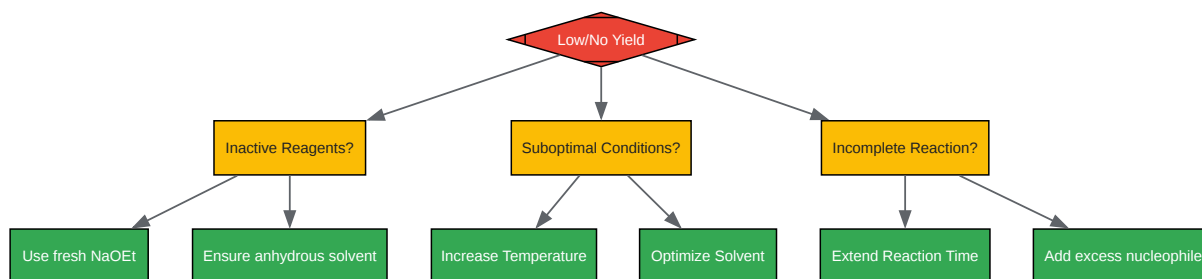 Low/No Yield
Inactive Reagents?
Suboptimal Conditions?
Incomplete Reaction?
Use fresh NaOEt
Ensure anhydrous solvent
Increase Temperature
Optimize Solvent
Extend Reaction Time
Add excess nucleophile